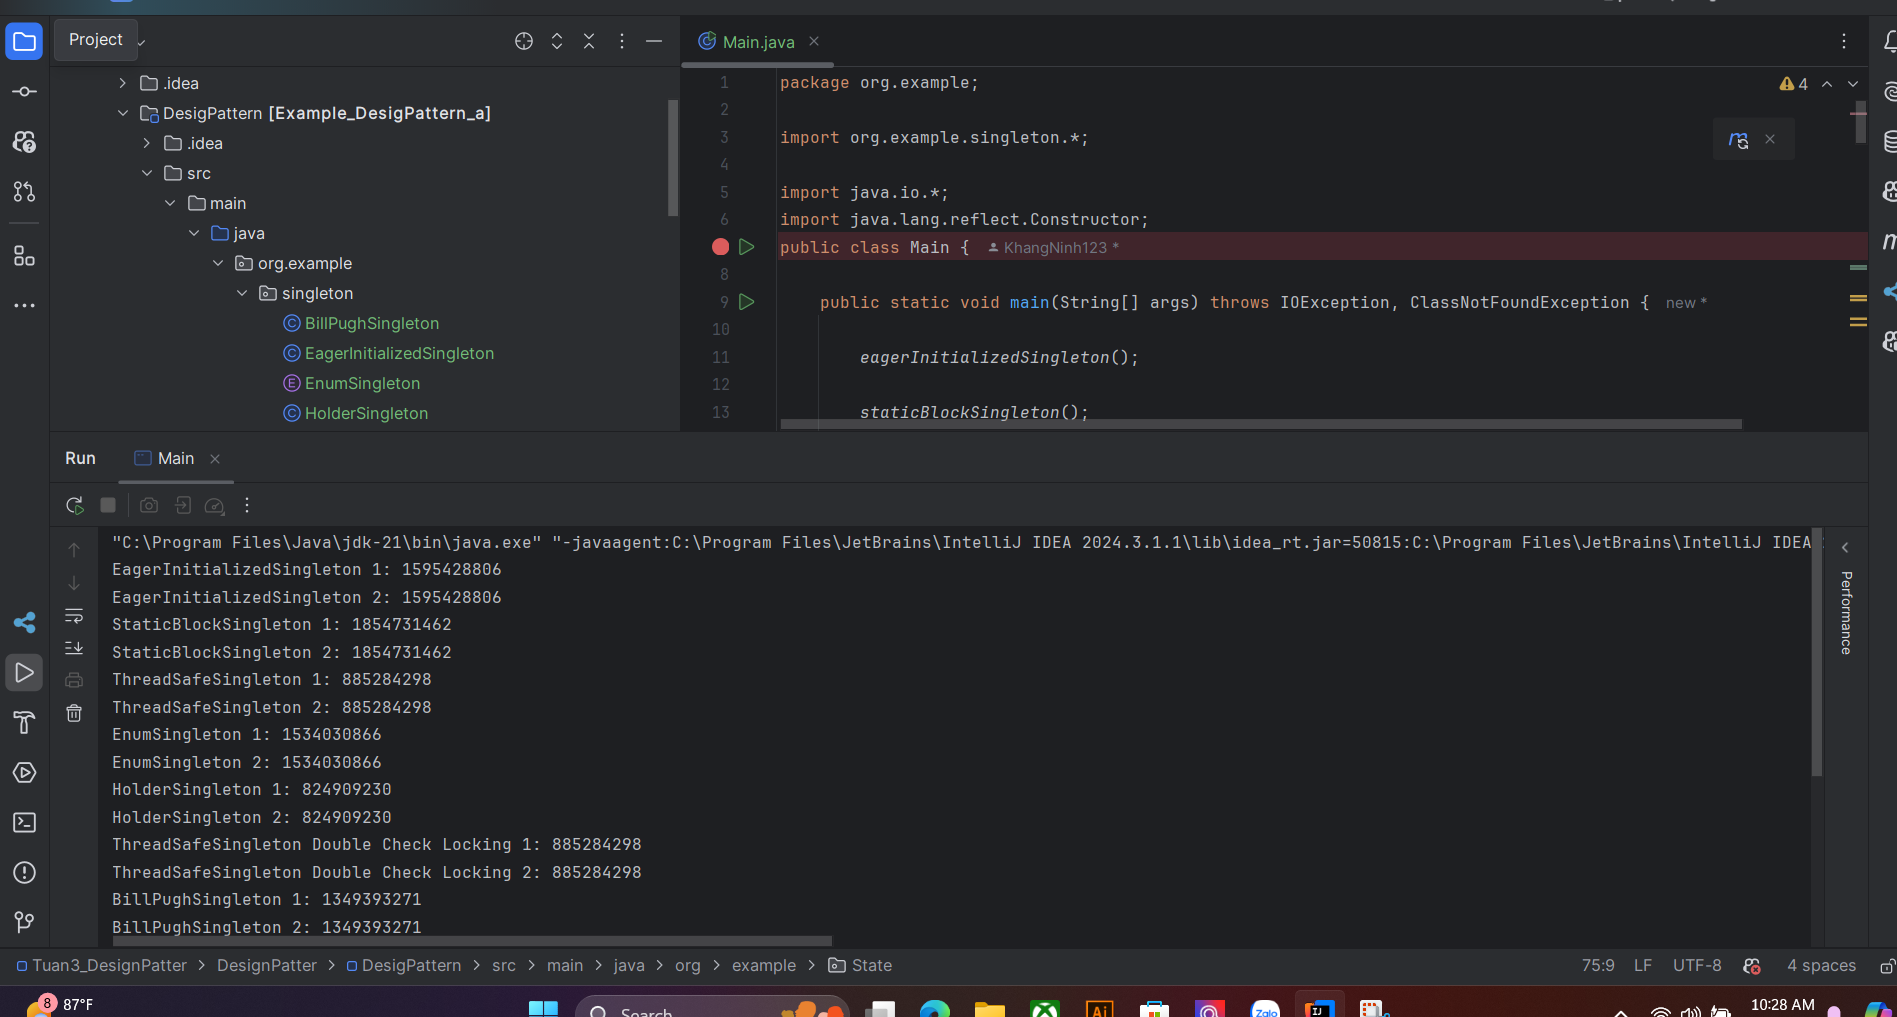 Project
.idea
DesigPattern [Example_DesigPattern_a]
.idea
src
main
java
org.example
singleton
BillPughSingleton
EagerInitializedSingleton
EnumSingleton
HolderSingleton
Main.java
4
1 package org.example;
2
3 import org.example.singleton.*;
4
5 import java.io.*;
6 import java.lang.reflect.Constructor;
public class Main { KhangNinh123 *
8
9 public static void main(String[] args) throws IOException, ClassNotFoundException { new *
10
11 eagerInitializedSingleton();
12
13 staticBlockSingleton();
Run Main
"C:\Program Files\Java\jdk-21\bin\java.exe" "-javaagent:C:\Program Files\JetBrains\IntelliJ IDEA 2024.3.1.1\lib\idea_rt.jar=50815:C:\Program Files\JetBrains\IntelliJ IDEA
EagerInitializedSingleton 1: 1595428806
EagerInitializedSingleton 2: 1595428806
StaticBlockSingleton 1: 1854731462
StaticBlockSingleton 2: 1854731462
ThreadSafeSingleton 1: 885284298
ThreadSafeSingleton 2: 885284298
EnumSingleton 1: 1534030866
EnumSingleton 2: 1534030866
HolderSingleton 1: 824909230
HolderSingleton 2: 824909230
ThreadSafeSingleton Double Check Locking 1: 885284298
ThreadSafeSingleton Double Check Locking 2: 885284298
BillPughSingleton 1: 1349393271
BillPughSingleton 2: 1349393271
Performance
Tuan3_DesignPatter > DesignPatter > DesigPattern > src > main > java > org > example > State
75:9 LF UTF-8 4 spaces
8 87°F
Search
Ai
Zalo
IJ
10:28 AM